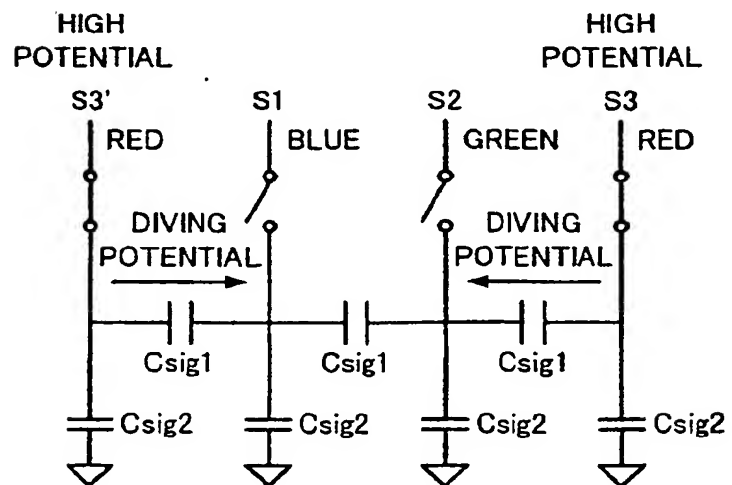 HIGH POTENTIAL
HIGH POTENTIAL
S3' S1 S2 S3
RED BLUE GREEN RED
DIVING POTENTIAL
DIVING POTENTIAL
Csig1 Csig1 Csig1
Csig2 Csig2 Csig2 Csig2